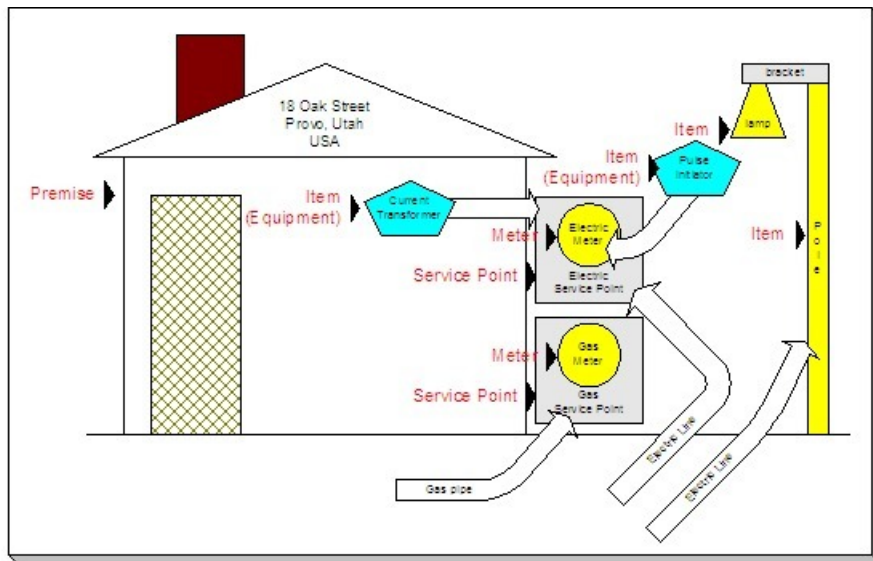 bracket
18 Oak Street
Provo, Utah
USA
lamp
Item
Item
(Equipment)
Pulse
Initiator
Premise
Item
(Equipment)
Current
Transformer
Meter
Electric
Meter
Item
Pole
Service Point
Electric
Service Point
Meter
Gas
Meter
Service Point
Gas
Service Point
Electric Line
Electric Line
Gas pipe